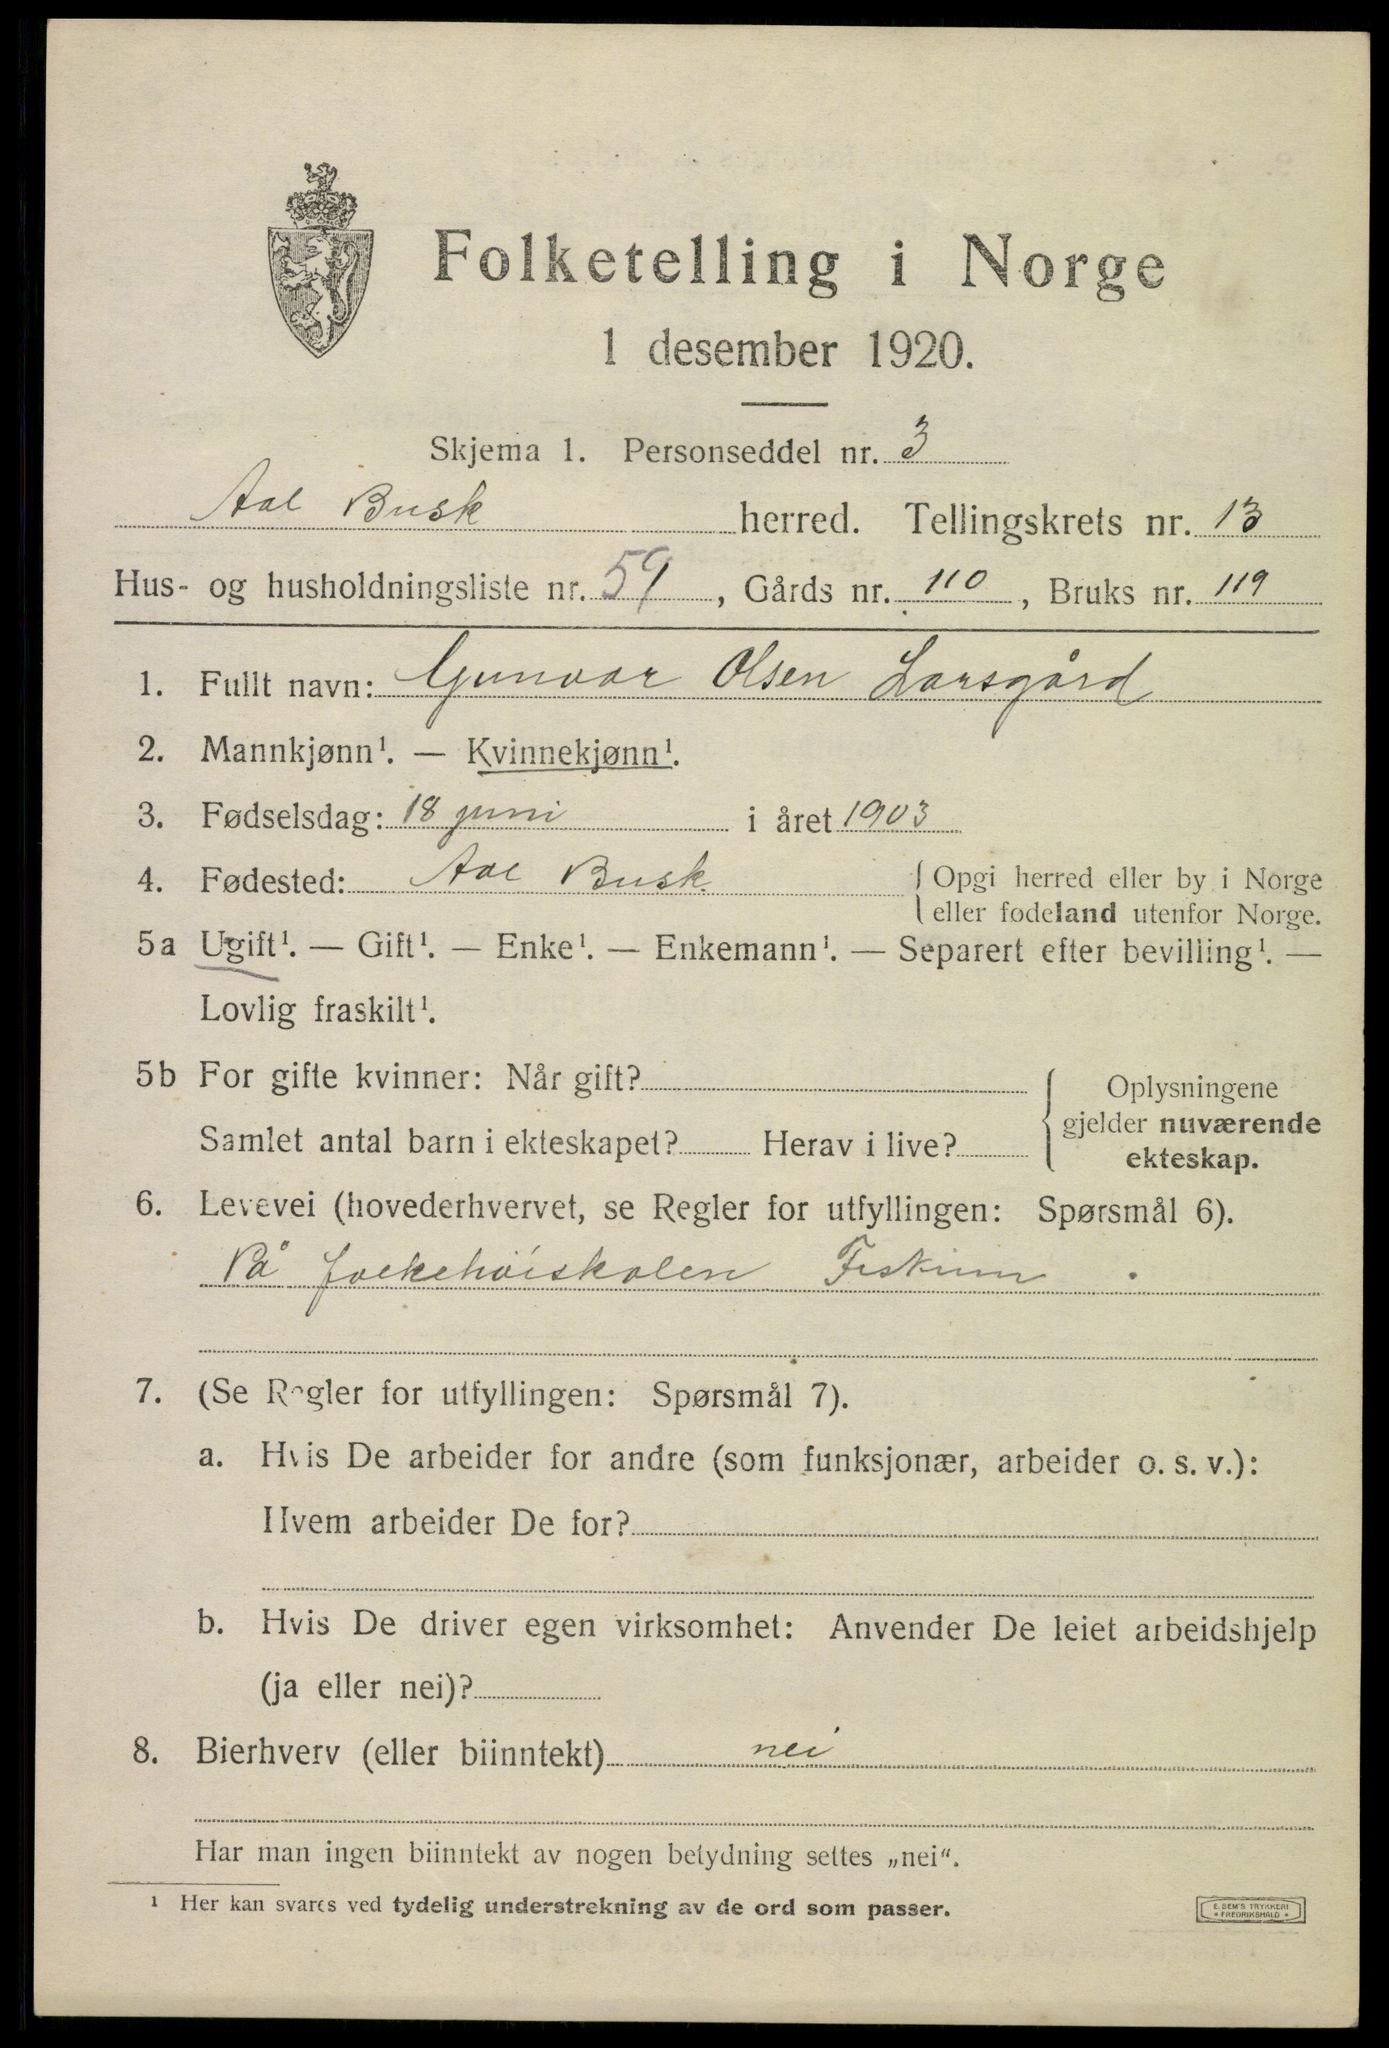 Folketelling i Norge
1 desember 1920.
Skjema 1. Personseddel nr. 3
Aal Busk herred. Tellingskrets nr. 13
Hus- og husholdningsliste nr. 59, Gårds nr. 110, Bruks nr. 119
1. Fullt navn: Gunvor Olsen Larsgård
2. Mannkjønn¹. — Kvinnekjønn¹.
3. Fødselsdag: 18 juni i året 1903
4. Fødested: Aal Busk. { Opgi herred eller by i Norge
eller fødeland utenfor Norge.
5a Ugift¹. — Gift¹. — Enke¹. — Enkemann¹. — Separert efter bevilling¹. —
Lovlig fraskilt¹.
5b For gifte kvinner: Når gift?
Samlet antal barn i ekteskapet? Herav i live?
Oplysningene
gjelder nuværende
ekteskap.
6. Levevei (hovederhvervet, se Regler for utfyllingen: Spørsmål 6).
På folkehøiskolen Fiskum
7. (Se Regler for utfyllingen: Spørsmål 7).
a. Hvis De arbeider for andre (som funksjonær, arbeider o. s. v.):
Hvem arbeider De for?
b. Hvis De driver egen virksomhet: Anvender De leiet arbeidshjelp
(ja eller nei)?
8. Bierhverv (eller biinntekt) nei
Har man ingen biinntekt av nogen betydning settes „nei“.
¹ Her kan svares ved tydelig understrekning av de ord som passer.
E. SEM'S TRYKKERI
* FREDRIKSHALD *